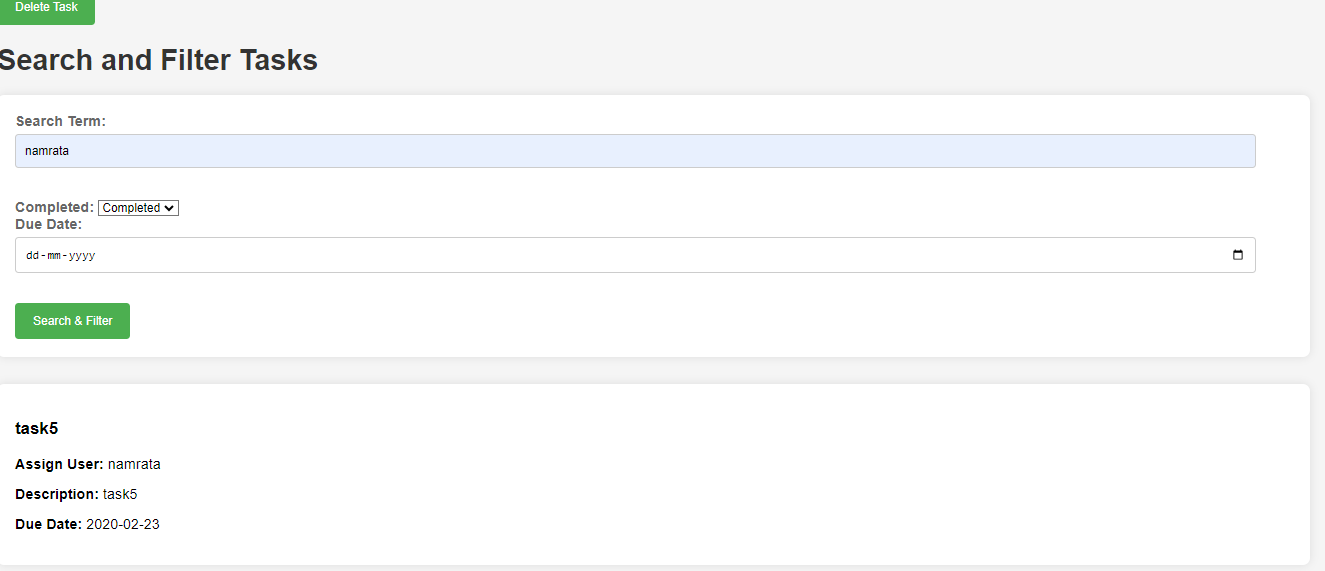 Delete Task
Search and Filter Tasks
Search Term:
namrata
Completed: Completed
Due Date:
dd-mm-yyyy
Search & Filter
task5
Assign User: namrata
Description: task5
Due Date: 2020-02-23